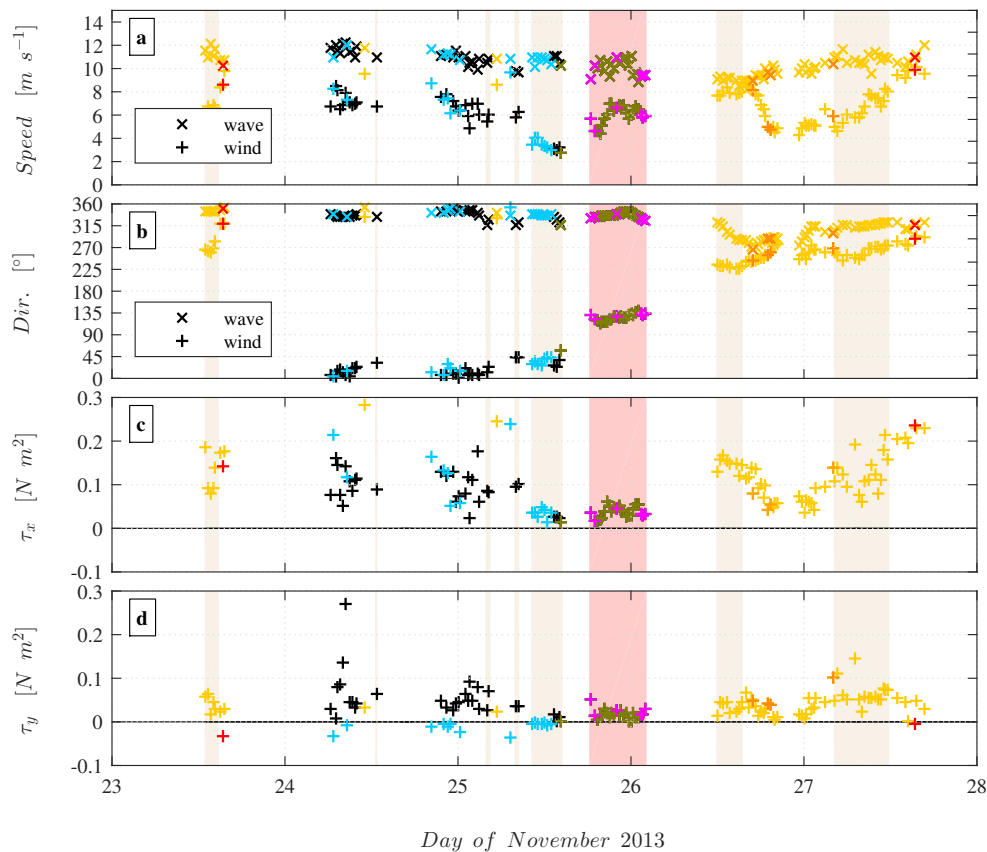 a
Speed [m s⁻¹]
14
12
10
8
6
4
2
0
wave
wind
b
Dir. [°]
360
315
270
225
180
135
90
45
0
wave
wind
c
τx [N m²]
0.3
0.2
0.1
0
-0.1
d
τy [N m²]
0.3
0.2
0.1
0
-0.1
23 24 25 26 27 28
Day of November 2013